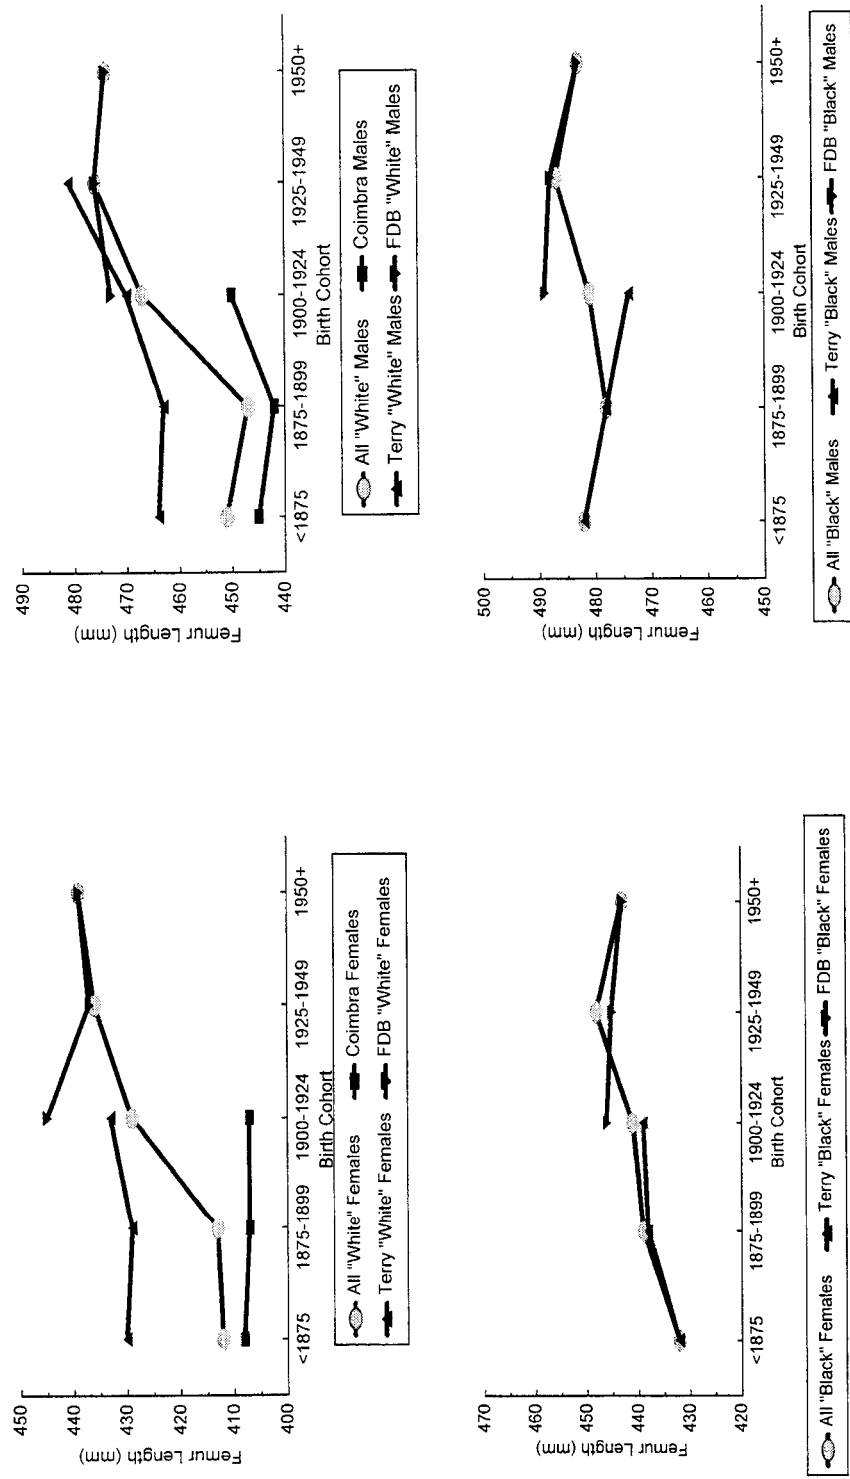 450
440
430
420
410
400
Femur Length (mm)
<1875
1875-1899
1900-1924
1925-1949
1950+
Birth Cohort
All "White" Females
Coimbra Females
Terry "White" Females
FDB "White" Females
490
480
470
460
450
440
Femur Length (mm)
<1875
1875-1899
1900-1924
1925-1949
1950+
Birth Cohort
All "White" Males
Coimbra Males
Terry "White" Males
FDB "White" Males
470
460
450
440
430
420
Femur Length (mm)
<1875
1875-1899
1900-1924
1925-1949
1950+
Birth Cohort
All "Black" Females
Terry "Black" Females
FDB "Black" Females
500
490
480
470
460
450
Femur Length (mm)
<1875
1875-1899
1900-1924
1925-1949
1950+
Birth Cohort
All "Black" Males
Terry "Black" Males
FDB "Black" Males